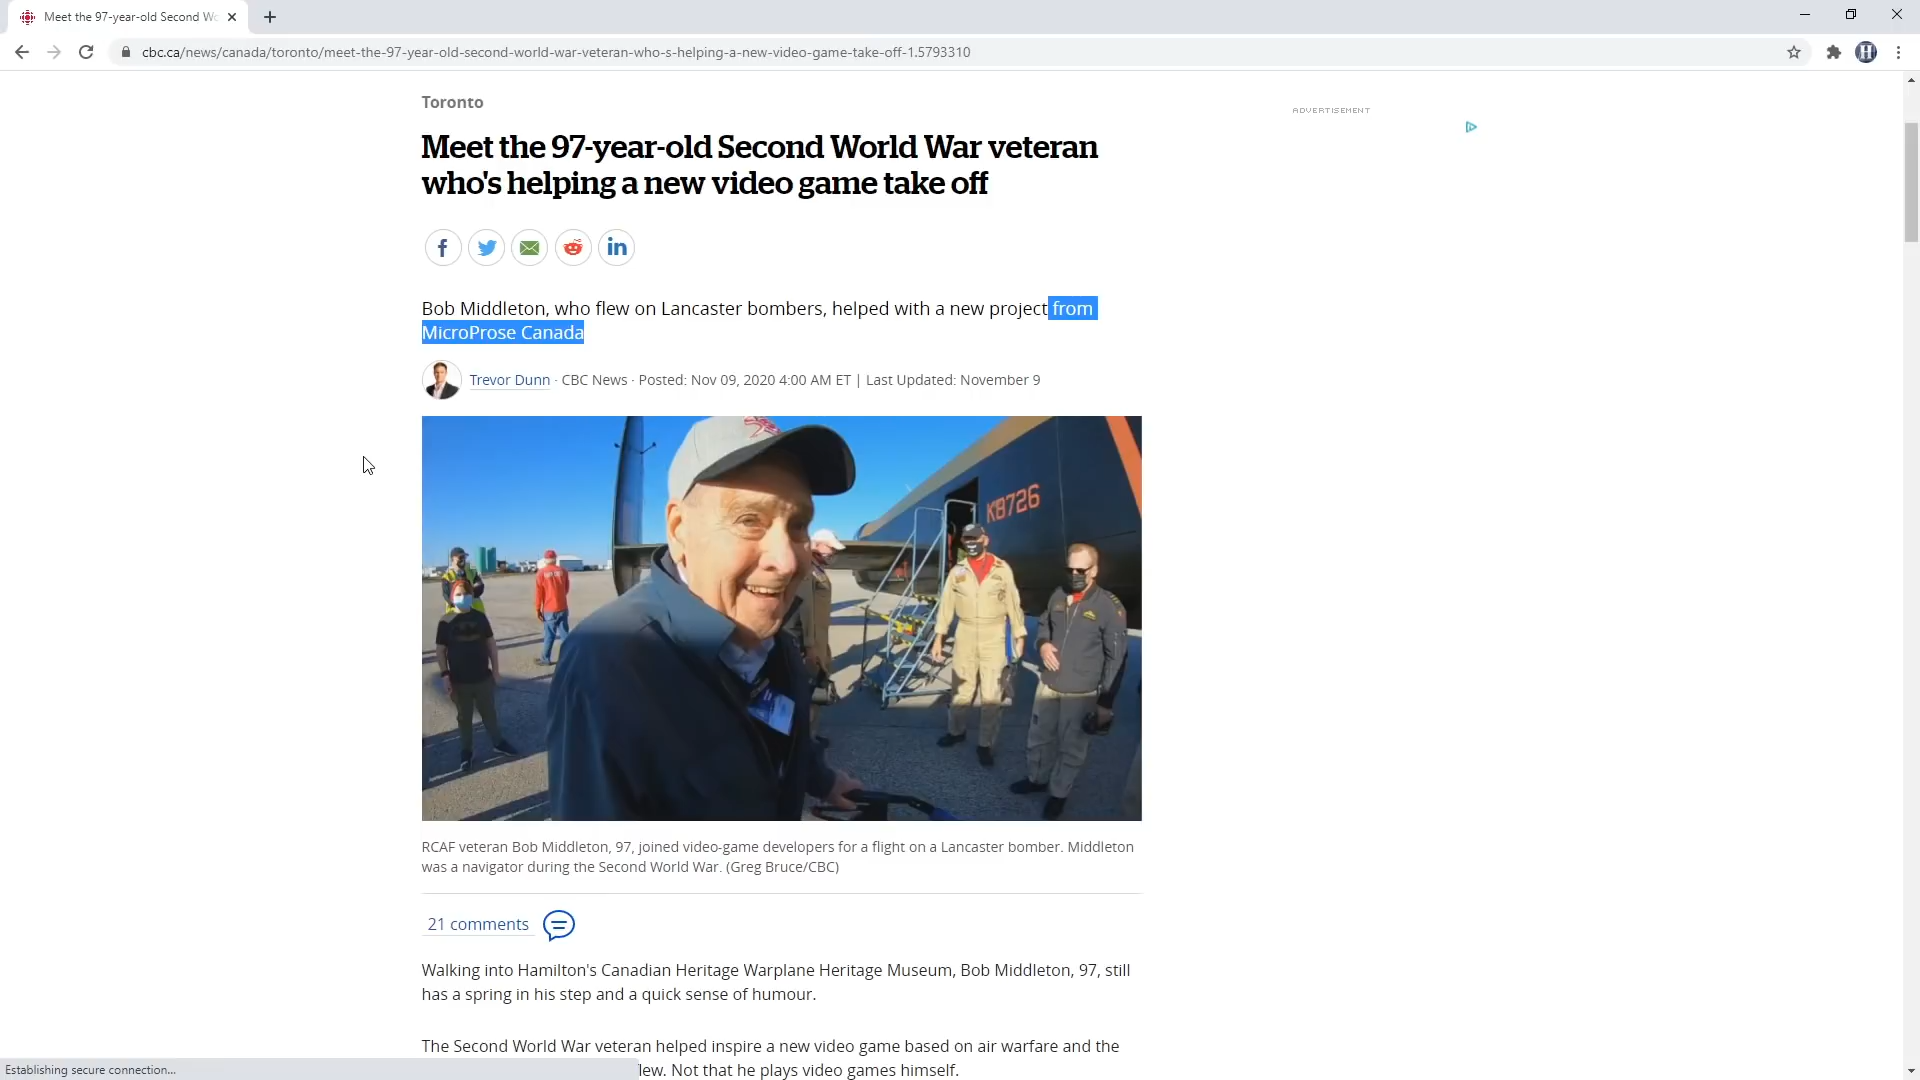 Meet the 97-year-old Second Wo
cbc.ca/news/canada/toronto/meet-the-97-year-old-second-world-war-veteran-who-s-helping-a-new-video-game-take-off-1.5793310
Toronto
ADVERTISEMENT
Meet the 97-year-old Second World War veteran
who's helping a new video game take off
Bob Middleton, who flew on Lancaster bombers, helped with a new project from
MicroProse Canada
Trevor Dunn · CBC News · Posted: Nov 09, 2020 4:00 AM ET | Last Updated: November 9
KB726
RCAF veteran Bob Middleton, 97, joined video-game developers for a flight on a Lancaster bomber. Middleton
was a navigator during the Second World War. (Greg Bruce/CBC)
21 comments
Walking into Hamilton's Canadian Heritage Warplane Heritage Museum, Bob Middleton, 97, still
has a spring in his step and a quick sense of humour.
The Second World War veteran helped inspire a new video game based on air warfare and the
lew. Not that he plays video games himself.
Establishing secure connection...